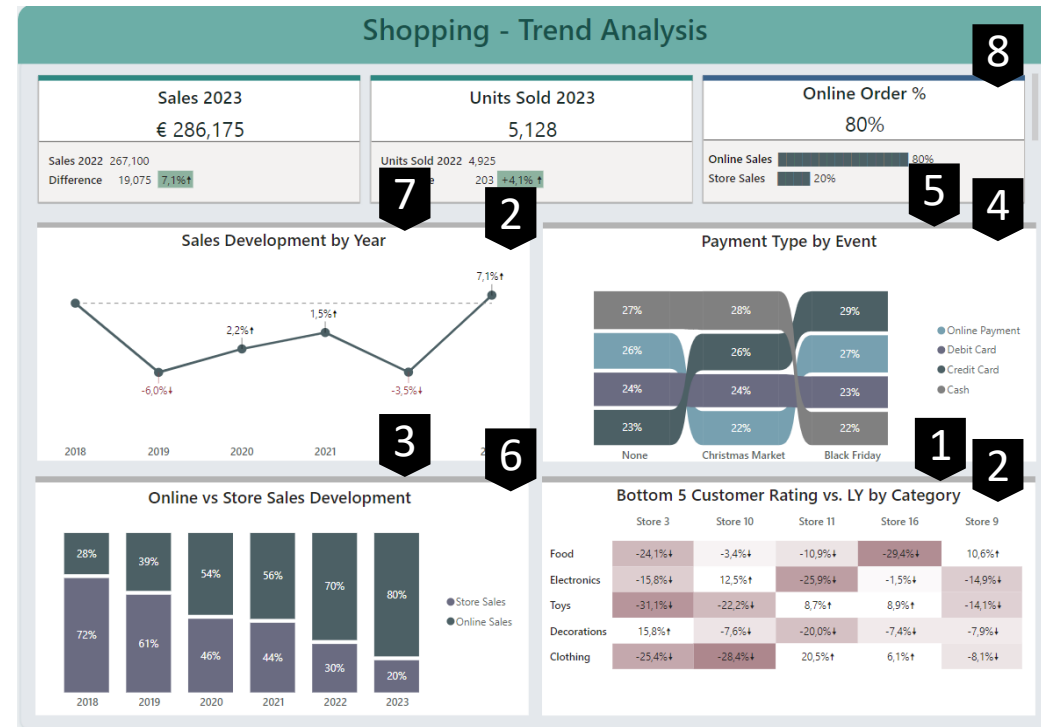 Shopping - Trend Analysis
8
Sales 2023
€ 286,175
Sales 2022 267,100
Difference 19,075 7,1%↑
Units Sold 2023
5,128
Units Sold 2022 4,925
203 +4,1% ↑
Online Order %
80%
Online Sales 80%
Store Sales 20%
7
2
5
4
Sales Development by Year
7,1%↑
2,2%↑
1,5%↑
-6,0%↓
-3,5%↓
2018 2019 2020 2021
Payment Type by Event
27% 28% 29%
26% 26% 27%
24% 24% 23%
23% 22% 22%
None Christmas Market Black Friday
Online Payment
Debit Card
Credit Card
Cash
3
6
1
2
Online vs Store Sales Development
28% 39% 54% 56% 70% 80%
72% 61% 46% 44% 30% 20%
2018 2019 2020 2021 2022 2023
Store Sales
Online Sales
Bottom 5 Customer Rating vs. LY by Category
Store 3 Store 10 Store 11 Store 16 Store 9
Food -24,1%↓ -3,4%↓ -10,9%↓ -29,4%↓ 10,6%↑
Electronics -15,8%↓ 12,5%↑ -25,9%↓ -1,5%↓ -14,9%↓
Toys -31,1%↓ -22,2%↓ 8,7%↑ 8,9%↑ -14,1%↓
Decorations 15,8%↑ -7,6%↓ -20,0%↓ -7,4%↓ -7,9%↓
Clothing -25,4%↓ -28,4%↓ 20,5%↑ 6,1%↑ -8,1%↓